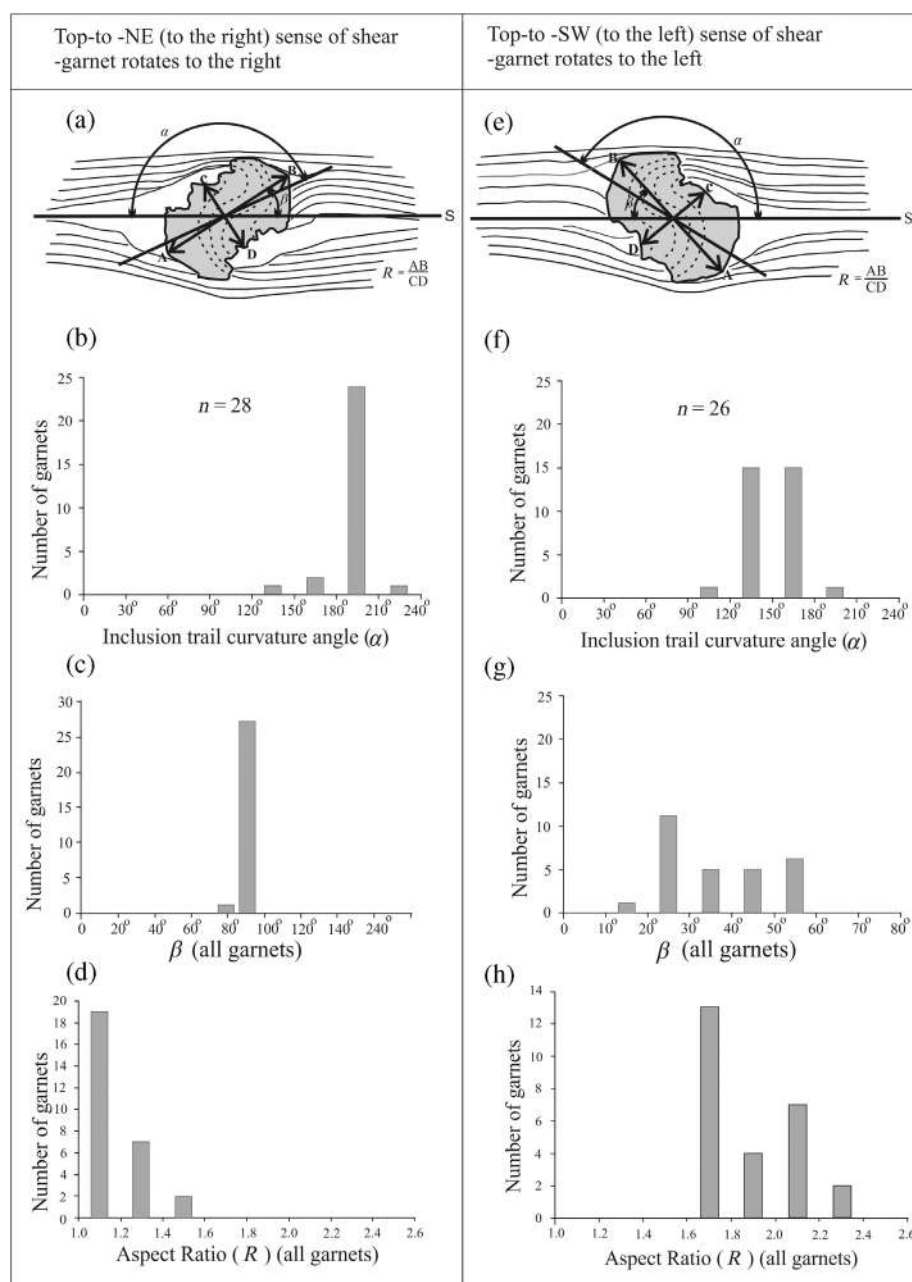 Top-to -NE (to the right) sense of shear
-garnet rotates to the right
Top-to -SW (to the left) sense of shear
-garnet rotates to the left
(a)
α
B
C
β
S
A
D
R = AB
CD
(e)
α
B
C
β
S
D
A
R = AB
CD
(b)
25
20
15
10
5
0
n = 28
Number of garnets
0 30° 60° 90° 120° 150° 180° 210° 240°
Inclusion trail curvature angle (α)
(f)
25
20
15
10
5
0
n = 26
Number of garnets
0 30° 60° 90° 120° 150° 180° 210° 240°
Inclusion trail curvature angle (α)
(c)
30
25
20
15
10
5
0
Number of garnets
0 20° 40° 60° 80° 100° 120° 140° 240°
β (all garnets)
(g)
25
20
15
10
5
0
Number of garnets
0 10° 20° 30° 40° 50° 60° 70° 80°
β (all garnets)
(d)
20
18
16
14
12
10
8
6
4
2
0
Number of garnets
1.0 1.2 1.4 1.6 1.8 2.0 2.2 2.4 2.6
Aspect Ratio ( R ) (all garnets)
(h)
14
12
10
8
6
4
2
0
Number of garnets
1.0 1.2 1.4 1.6 1.8 2.0 2.2 2.4 2.6
Aspect Ratio ( R ) (all garnets)